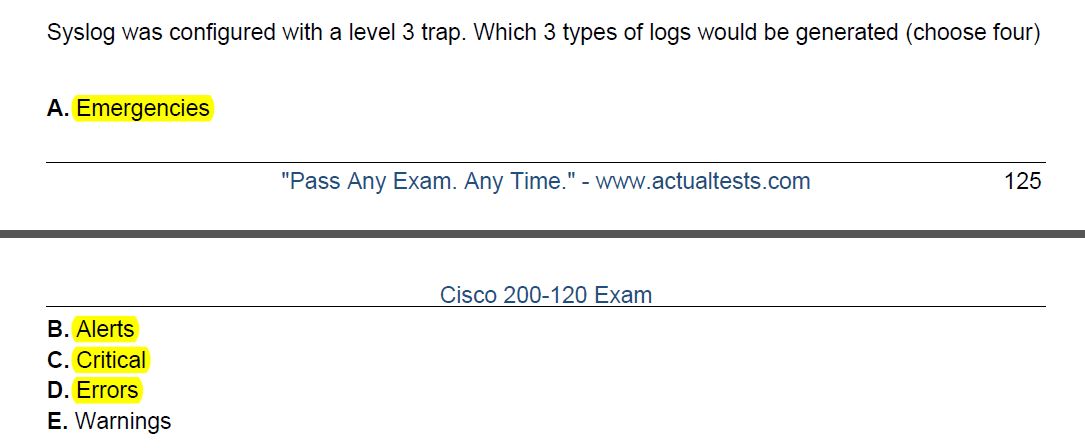 Syslog was configured with a level 3 trap. Which 3 types of logs would be generated (choose four)
A. Emergencies
"Pass Any Exam. Any Time." - www.actualtests.com 125
Cisco 200-120 Exam
B. Alerts
C. Critical
D. Errors
E. Warnings